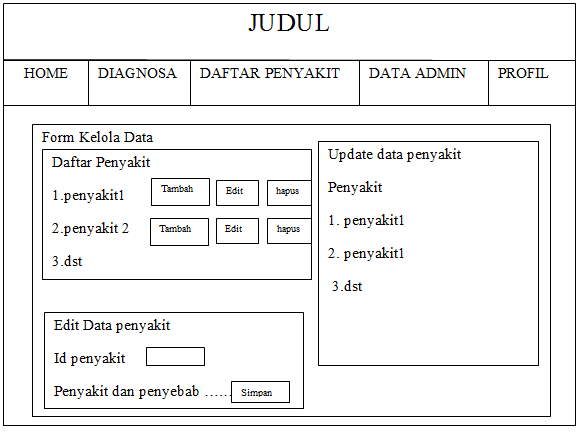 JUDUL
HOME DIAGNOSA DAFTAR PENYAKIT DATA ADMIN PROFIL
Form Kelola Data
Daftar Penyakit
1.penyakit1 Tambah Edit hapus
2.penyakit 2 Tambah Edit hapus
3.dst
Update data penyakit
Penyakit
1. penyakit1
2. penyakit1
3.dst
Edit Data penyakit
Id penyakit
Penyakit dan penyebab …… Simpan